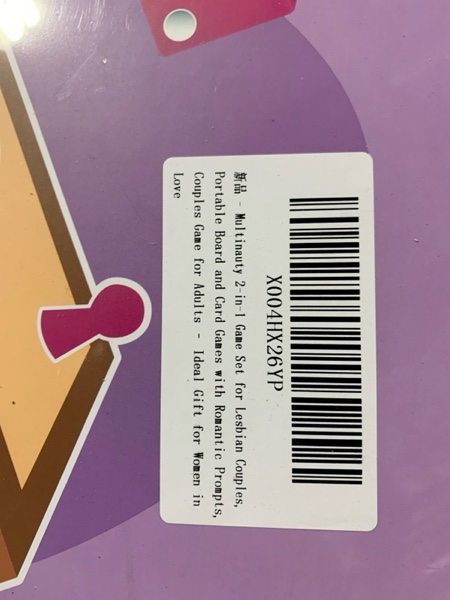 X004HX26YP
新品 - Multinauty 2-in-1 Game Set for Lesbian Couples,
Portable Board and Card Games with Romantic Prompts,
Couples Game for Adults - Ideal Gift for Women in
Love